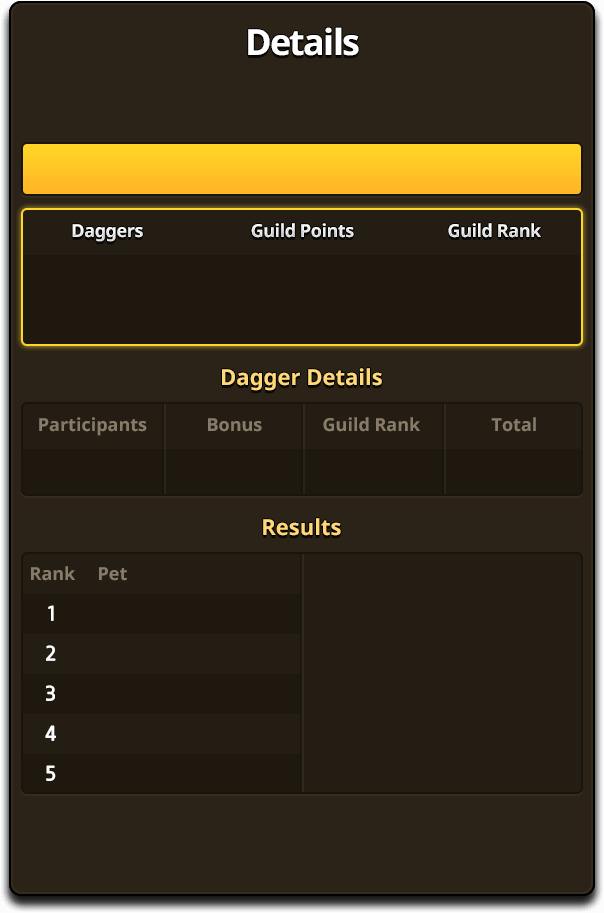 Details
Daggers Guild Points Guild Rank
Dagger Details
Participants Bonus Guild Rank Total
Results
Rank Pet
1
2
3
4
5